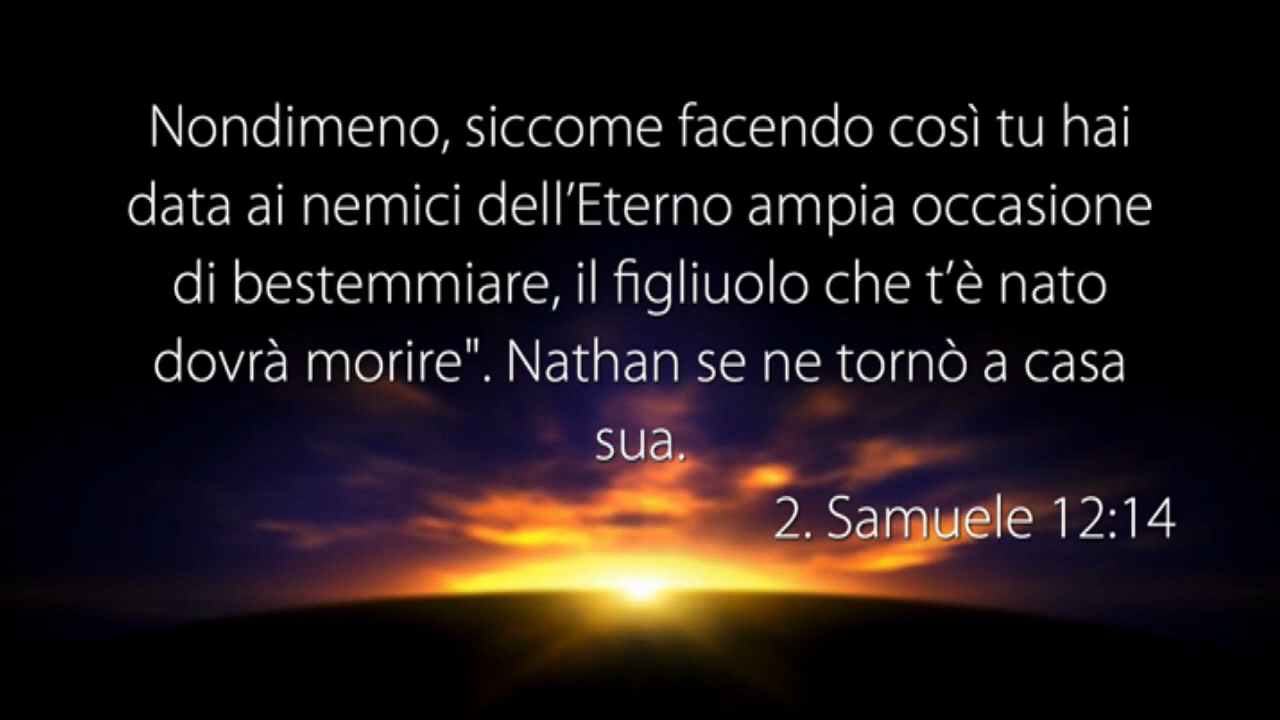 Nondimeno, siccome facendo così tu hai
data ai nemici dell’Eterno ampia occasione
di bestemmiare, il figliuolo che t’è nato
dovrà morire". Nathan se ne tornò a casa
sua.
2. Samuele 12:14